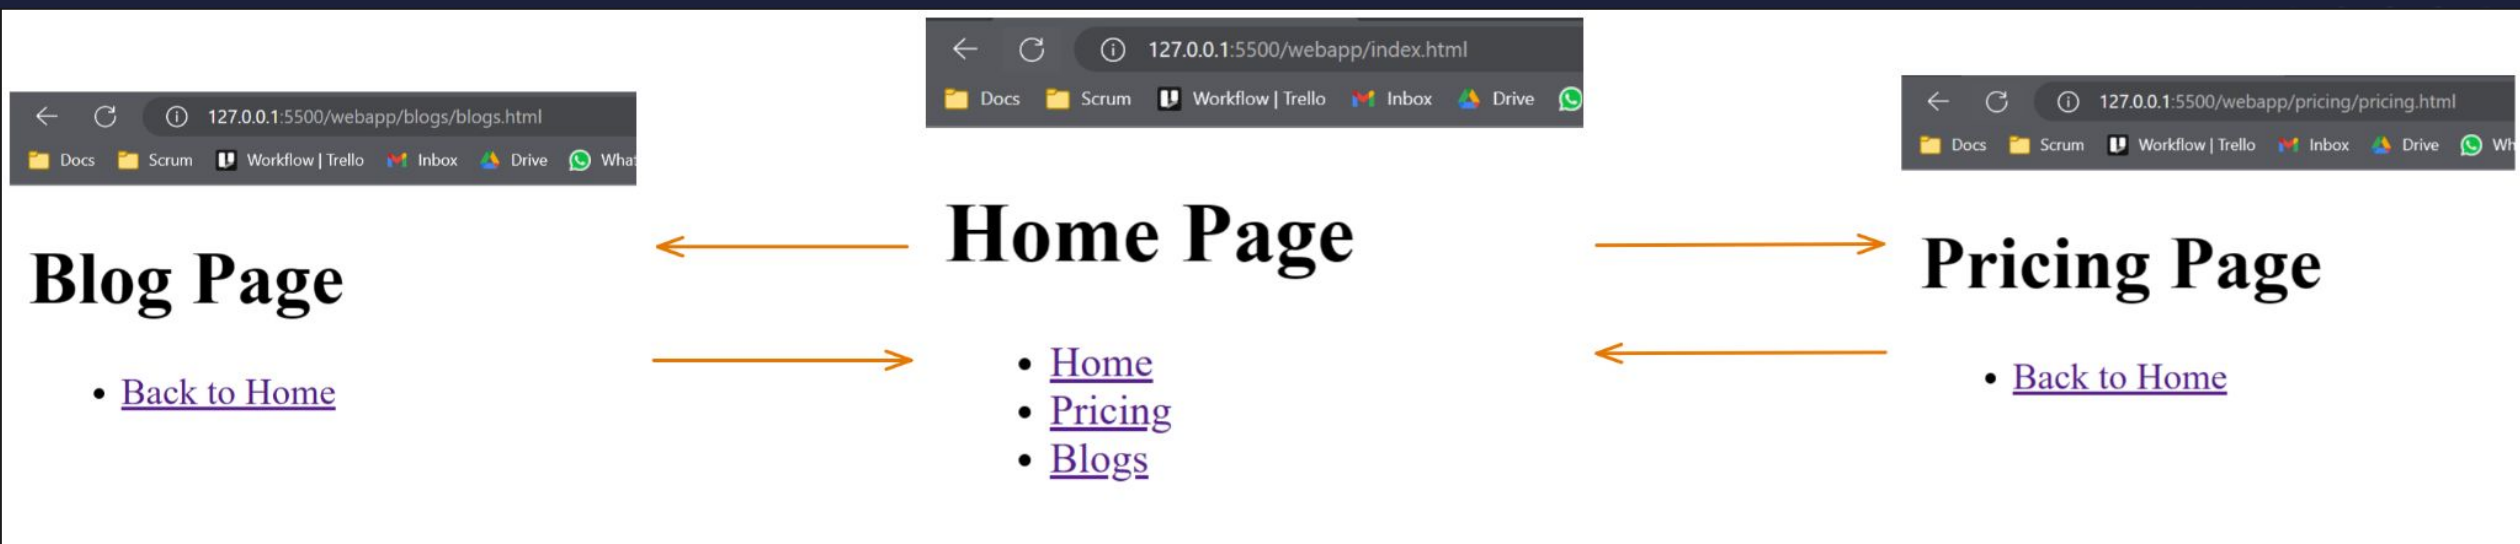 127.0.0.1:5500/webapp/blogs/blogs.html
Docs Scrum Workflow | Trello Inbox Drive What
Blog Page
Back to Home
127.0.0.1:5500/webapp/index.html
Docs Scrum Workflow | Trello Inbox Drive
Home Page
Home
Pricing
Blogs
127.0.0.1:5500/webapp/pricing/pricing.html
Docs Scrum Workflow | Trello Inbox Drive Wh
Pricing Page
Back to Home